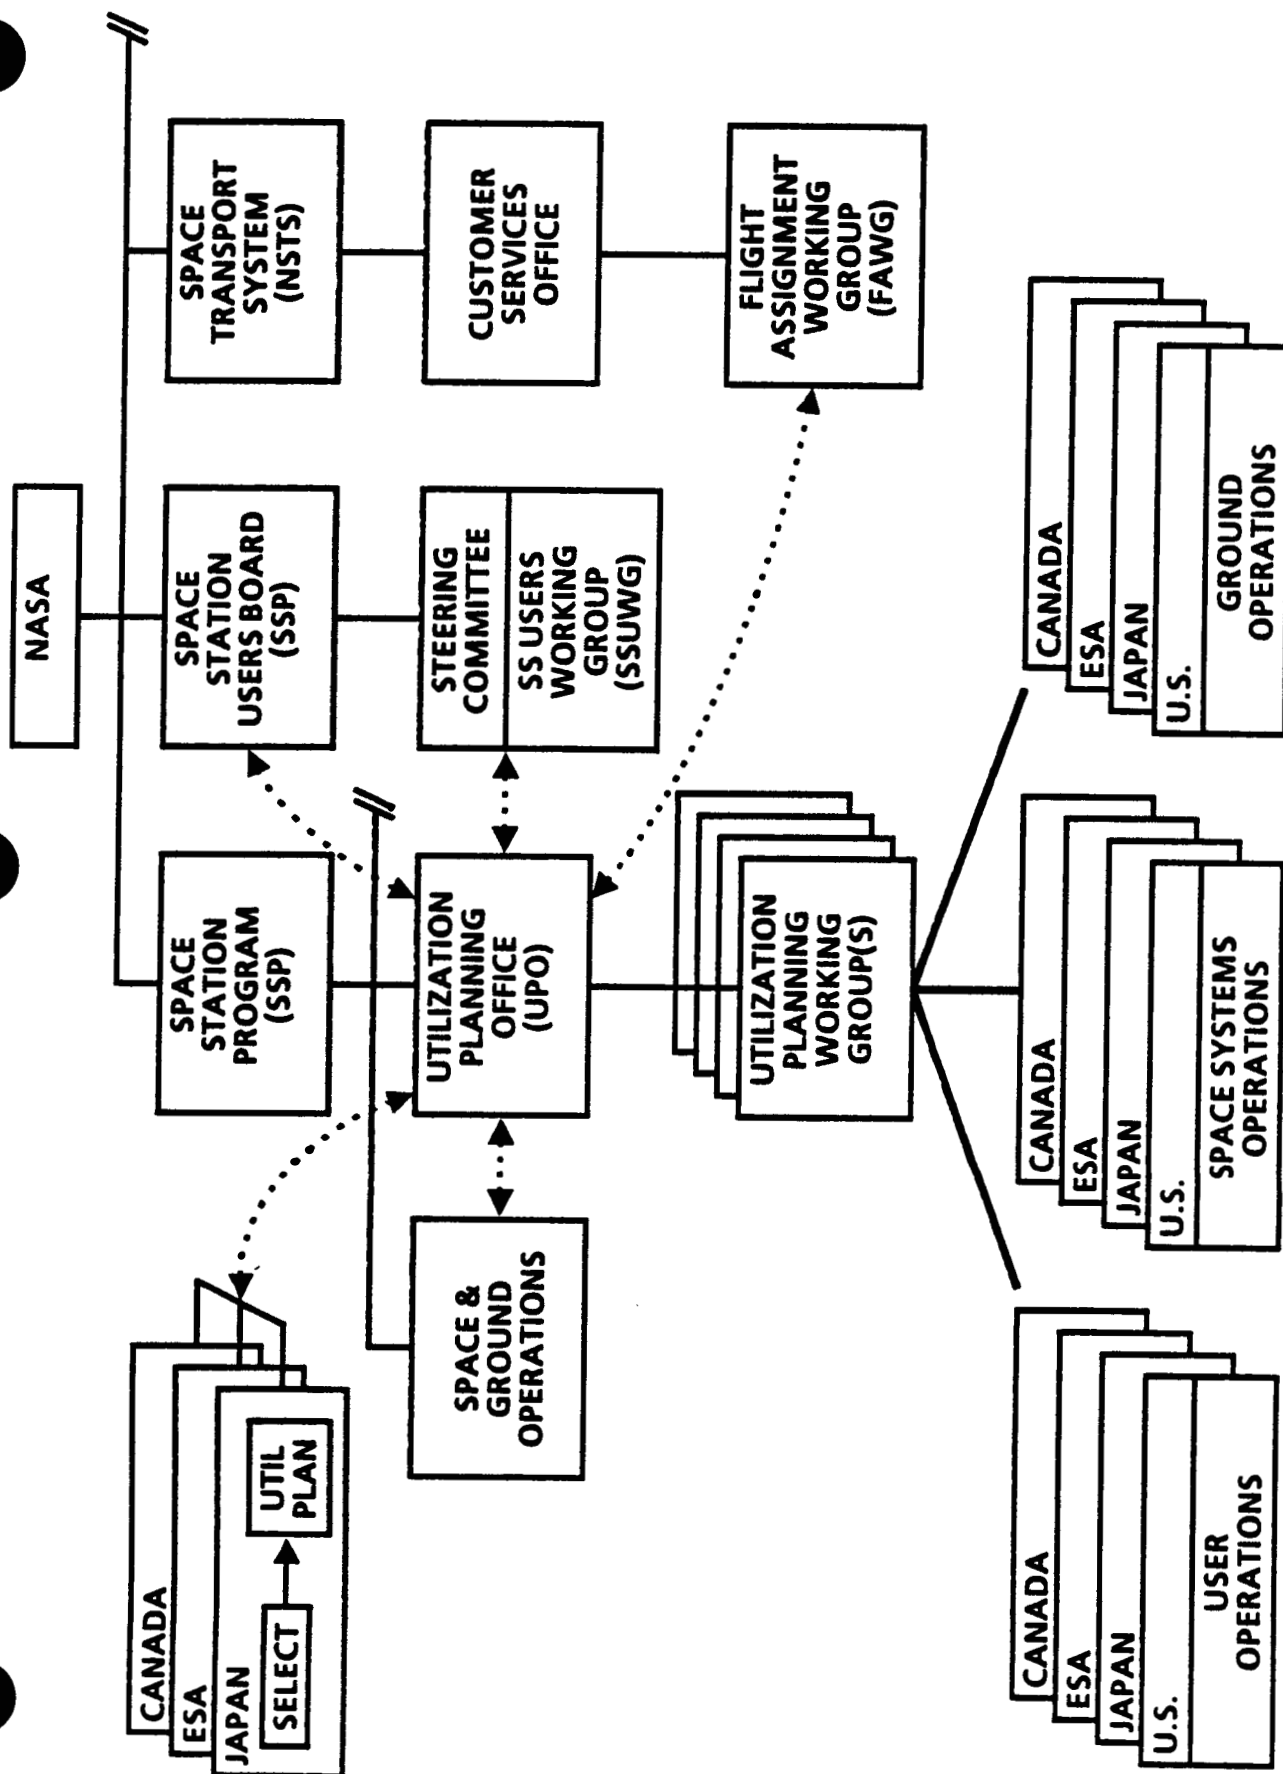 NASA
SPACE
STATION
PROGRAM
(SSP)
SPACE
STATION
USERS BOARD
(SSP)
SPACE
TRANSPORT
SYSTEM
(NSTS)
CANADA
ESA
JAPAN
SELECT
UTIL
PLAN
SPACE &
GROUND
OPERATIONS
UTILIZATION
PLANNING
OFFICE
(UPO)
STEERING
COMMITTEE
SS USERS
WORKING
GROUP
(SSUWG)
CUSTOMER
SERVICES
OFFICE
UTILIZATION
PLANNING
WORKING
GROUP(S)
FLIGHT
ASSIGNMENT
WORKING
GROUP
(FAWG)
CANADA
ESA
JAPAN
U.S.
USER
OPERATIONS
CANADA
ESA
JAPAN
U.S.
SPACE SYSTEMS
OPERATIONS
CANADA
ESA
JAPAN
U.S.
GROUND
OPERATIONS